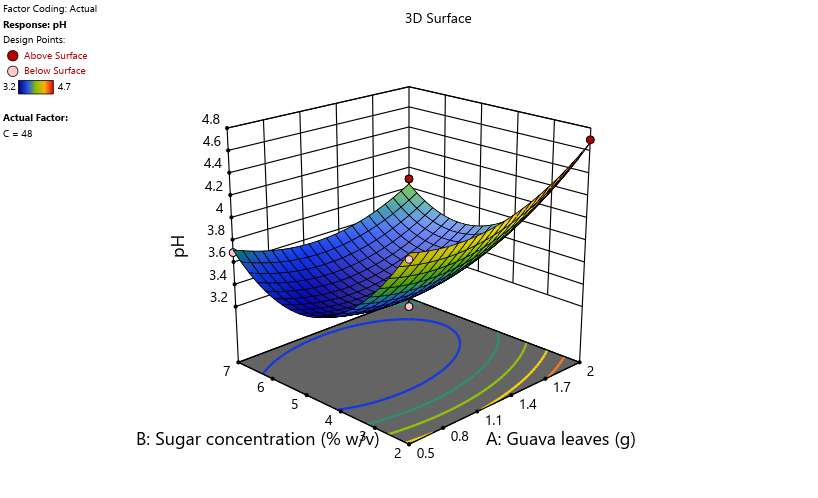 Factor Coding: Actual
3D Surface
Response: pH
Design Points:
Above Surface
Below Surface
3.2 4.7
Actual Factor:
C = 48
4.8
4.6
4.4
4.2
4
3.8
3.6
3.4
3.2
pH
7
6
5
4
3
2
0.5
0.8
1.1
1.4
1.7
2
B: Sugar concentration (% w/v)
A: Guava leaves (g)